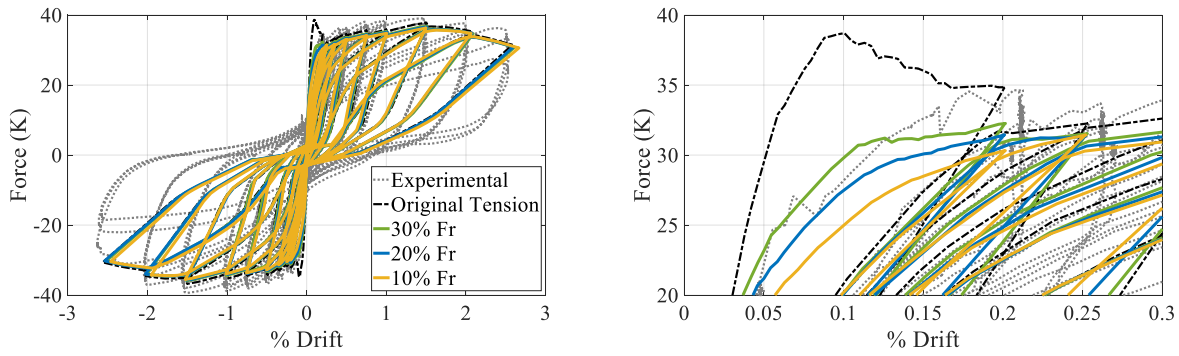 40
20
0
-20
-40
Force (K)
-3
-2
-1
0
1
2
3
% Drift
Experimental
Original Tension
30% Fr
20% Fr
10% Fr
40
35
30
25
20
Force (K)
0
0.05
0.1
0.15
0.2
0.25
0.3
% Drift